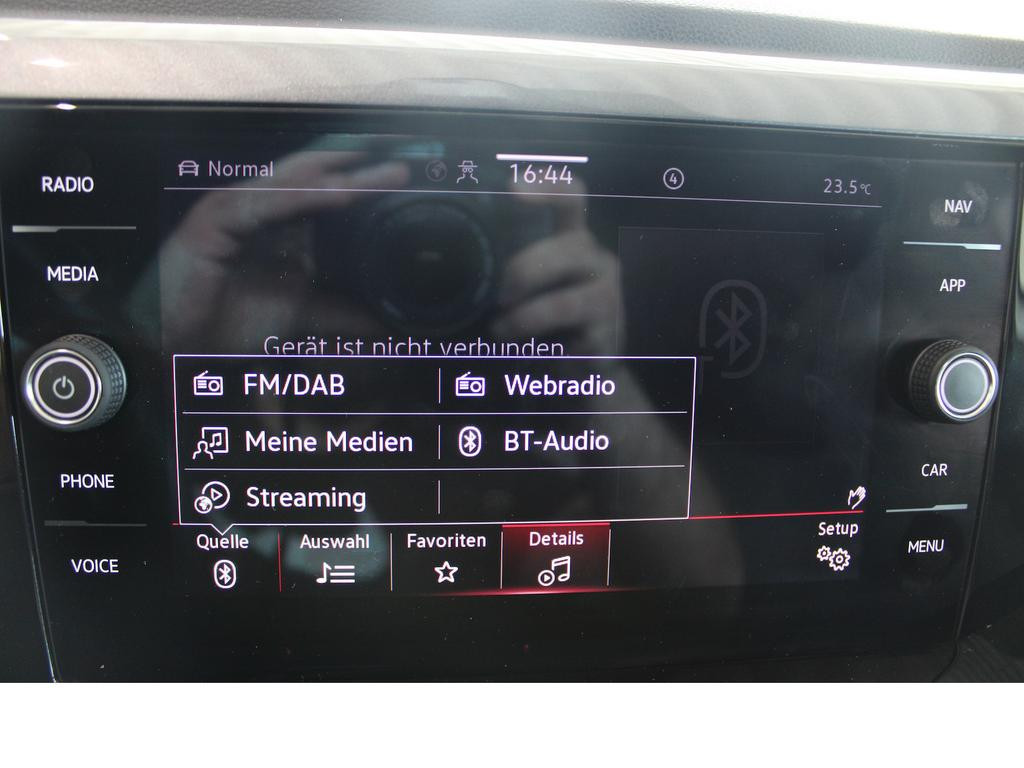 Normal
16:44
4
23.5°C
RADIO
MEDIA
PHONE
VOICE
NAV
APP
CAR
MENU
Gerät ist nicht verbunden.
FM/DAB
Webradio
Meine Medien
BT-Audio
Streaming
Quelle
Auswahl
Favoriten
Details
Setup